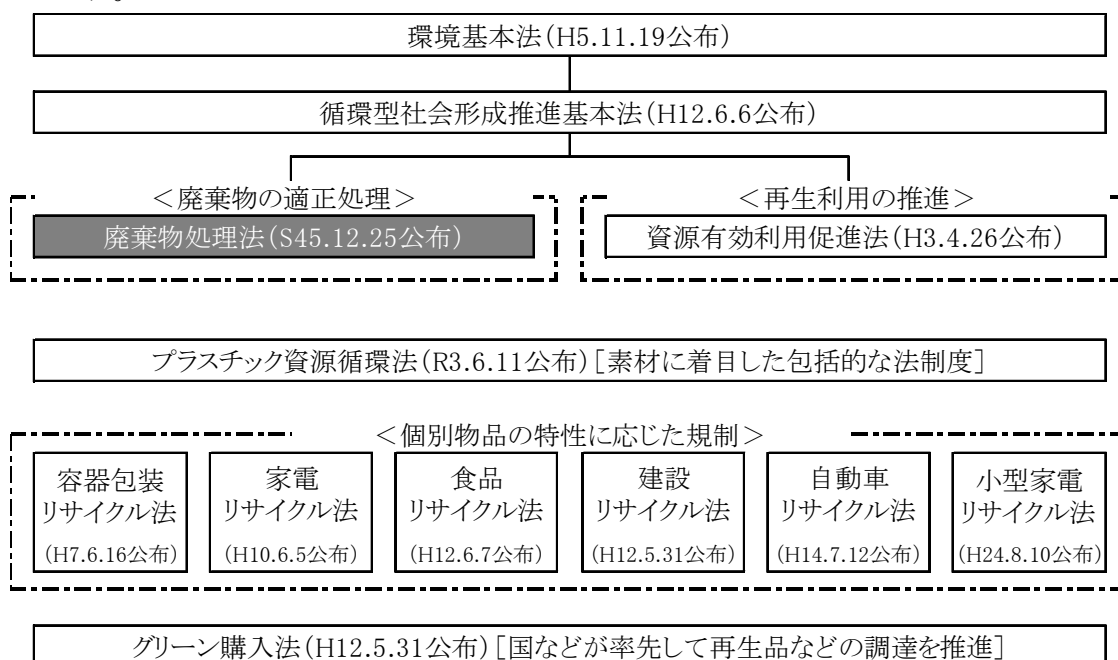 環境基本法(H5.11.19公布)
循環型社会形成推進基本法(H12.6.6公布)
＜廃棄物の適正処理＞
廃棄物処理法(S45.12.25公布)
＜再生利用の推進＞
資源有効利用促進法(H3.4.26公布)
プラスチック資源循環法(R3.6.11公布)[素材に着目した包括的な法制度]
＜個別物品の特性に応じた規制＞
容器包装
リサイクル法
(H7.6.16公布)
家電
リサイクル法
(H10.6.5公布)
食品
リサイクル法
(H12.6.7公布)
建設
リサイクル法
(H12.5.31公布)
自動車
リサイクル法
(H14.7.12公布)
小型家電
リサイクル法
(H24.8.10公布)
グリーン購入法(H12.5.31公布)[国などが率先して再生品などの調達を推進]